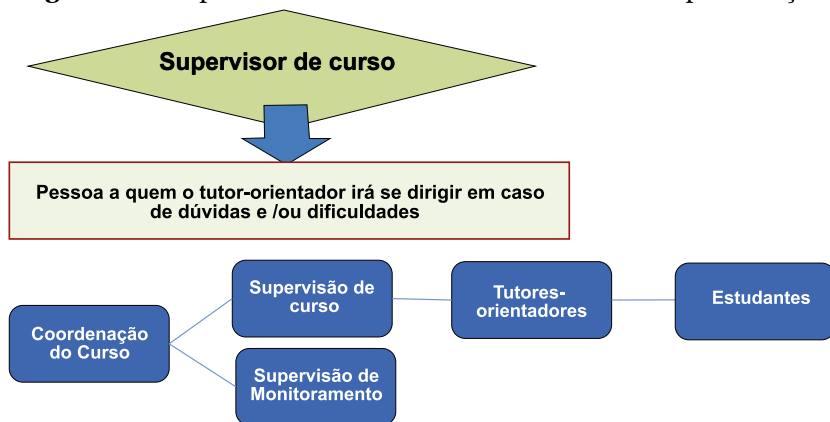 Supervisor de curso
Pessoa a quem o tutor-orientador irá se dirigir em caso
de dúvidas e /ou dificuldades
Supervisão de
curso
Tutores-
orientadores
Estudantes
Coordenação
do Curso
Supervisão de
Monitoramento